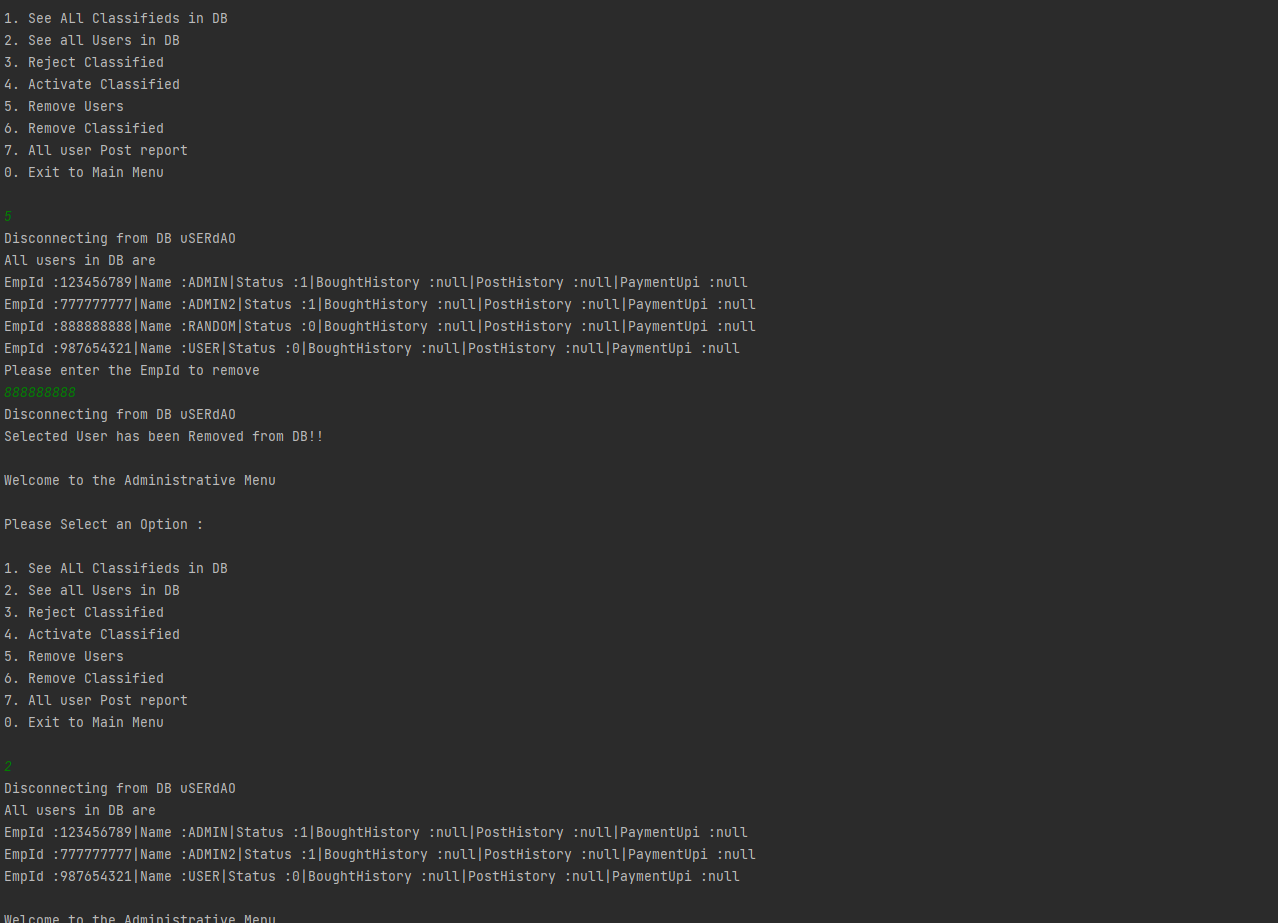 1. See ALl Classifieds in DB
2. See all Users in DB
3. Reject Classified
4. Activate Classified
5. Remove Users
6. Remove Classified
7. All user Post report
0. Exit to Main Menu
5
Disconnecting from DB uSERdAO
All users in DB are
EmpId :123456789|Name :ADMIN|Status :1|BoughtHistory :null|PostHistory :null|PaymentUpi :null
EmpId :777777777|Name :ADMIN2|Status :1|BoughtHistory :null|PostHistory :null|PaymentUpi :null
EmpId :888888888|Name :RANDOM|Status :0|BoughtHistory :null|PostHistory :null|PaymentUpi :null
EmpId :987654321|Name :USER|Status :0|BoughtHistory :null|PostHistory :null|PaymentUpi :null
Please enter the EmpId to remove
888888888
Disconnecting from DB uSERdAO
Selected User has been Removed from DB!!
Welcome to the Administrative Menu
Please Select an Option :
1. See ALl Classifieds in DB
2. See all Users in DB
3. Reject Classified
4. Activate Classified
5. Remove Users
6. Remove Classified
7. All user Post report
0. Exit to Main Menu
2
Disconnecting from DB uSERdAO
All users in DB are
EmpId :123456789|Name :ADMIN|Status :1|BoughtHistory :null|PostHistory :null|PaymentUpi :null
EmpId :777777777|Name :ADMIN2|Status :1|BoughtHistory :null|PostHistory :null|PaymentUpi :null
EmpId :987654321|Name :USER|Status :0|BoughtHistory :null|PostHistory :null|PaymentUpi :null
Welcome to the Administrative Menu